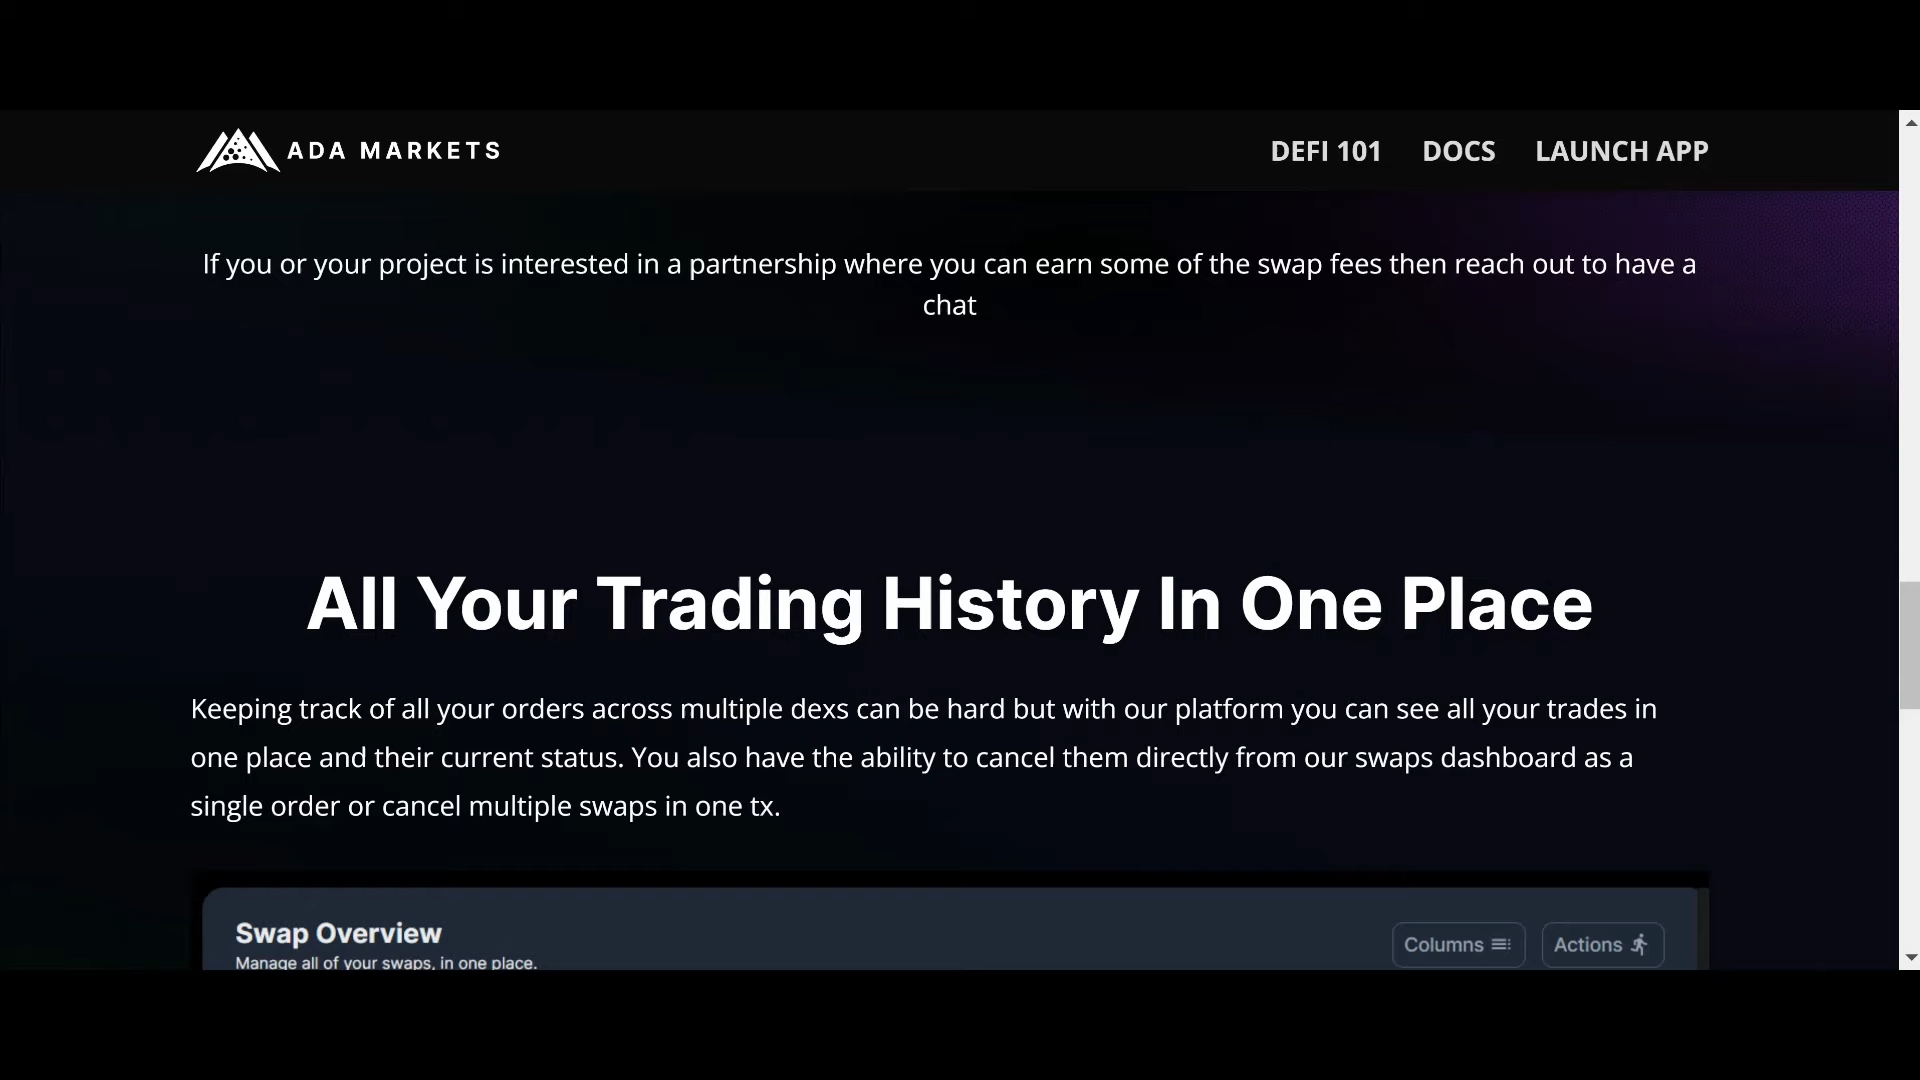 ADA MARKETS
DEFI 101
DOCS
LAUNCH APP
If you or your project is interested in a partnership where you can earn some of the swap fees then reach out to have a
chat
All Your Trading History In One Place
Keeping track of all your orders across multiple dexs can be hard but with our platform you can see all your trades in
one place and their current status. You also have the ability to cancel them directly from our swaps dashboard as a
single order or cancel multiple swaps in one tx.
Swap Overview
Columns
Actions
Manage all of your swaps, in one place.